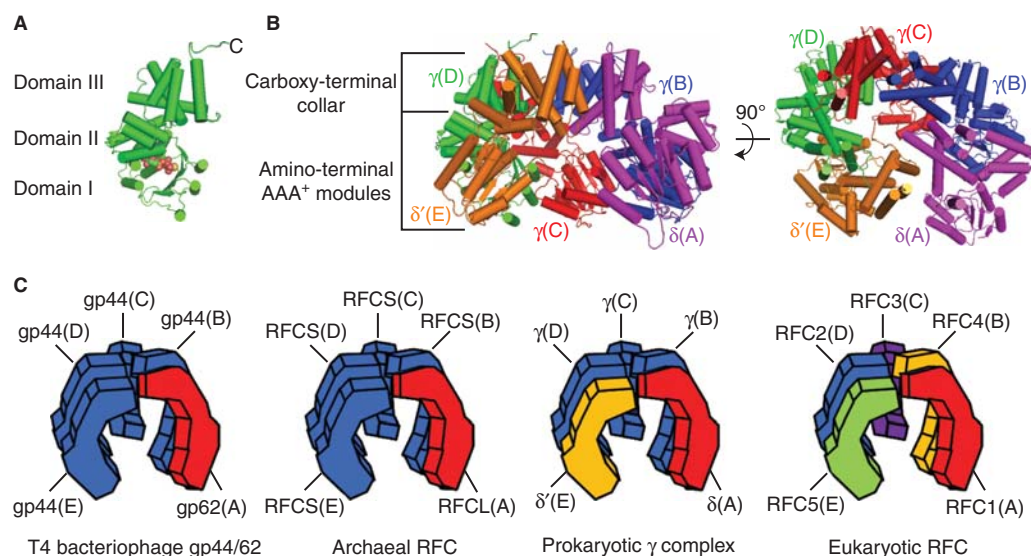 A
C
Domain III
Domain II
Domain I
B
Carboxy-terminal
collar
Amino-terminal
AAA+ modules
γ(D)
γ(B)
δ′(E)
γ(C)
δ(A)
90°
γ(D)
γ(C)
γ(B)
δ′(E)
δ(A)
C
gp44(C)
gp44(D)
gp44(B)
gp44(E)
gp62(A)
T4 bacteriophage gp44/62
RFCS(C)
RFCS(D)
RFCS(B)
RFCS(E)
RFCL(A)
Archaeal RFC
γ(C)
γ(D)
γ(B)
δ′(E)
δ(A)
Prokaryotic γ complex
RFC3(C)
RFC2(D)
RFC4(B)
RFC5(E)
RFC1(A)
Eukaryotic RFC